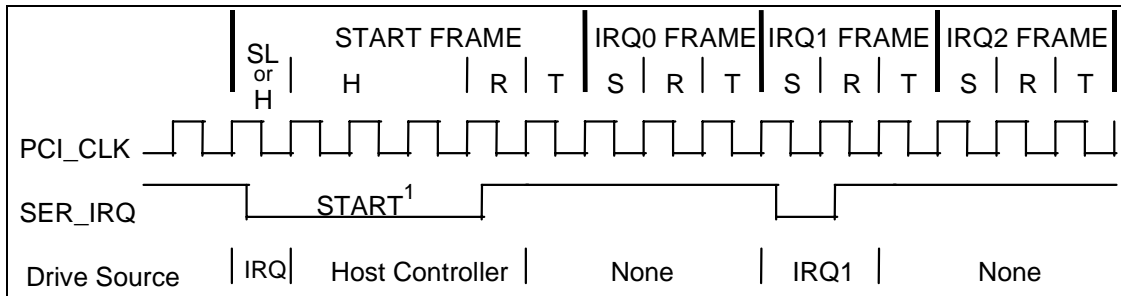 START FRAME IRQ0 FRAME IRQ1 FRAME IRQ2 FRAME
SL
or
H
H R T S R T S R T S R T
PCI_CLK
SER_IRQ START1
Drive Source IRQ Host Controller None IRQ1 None